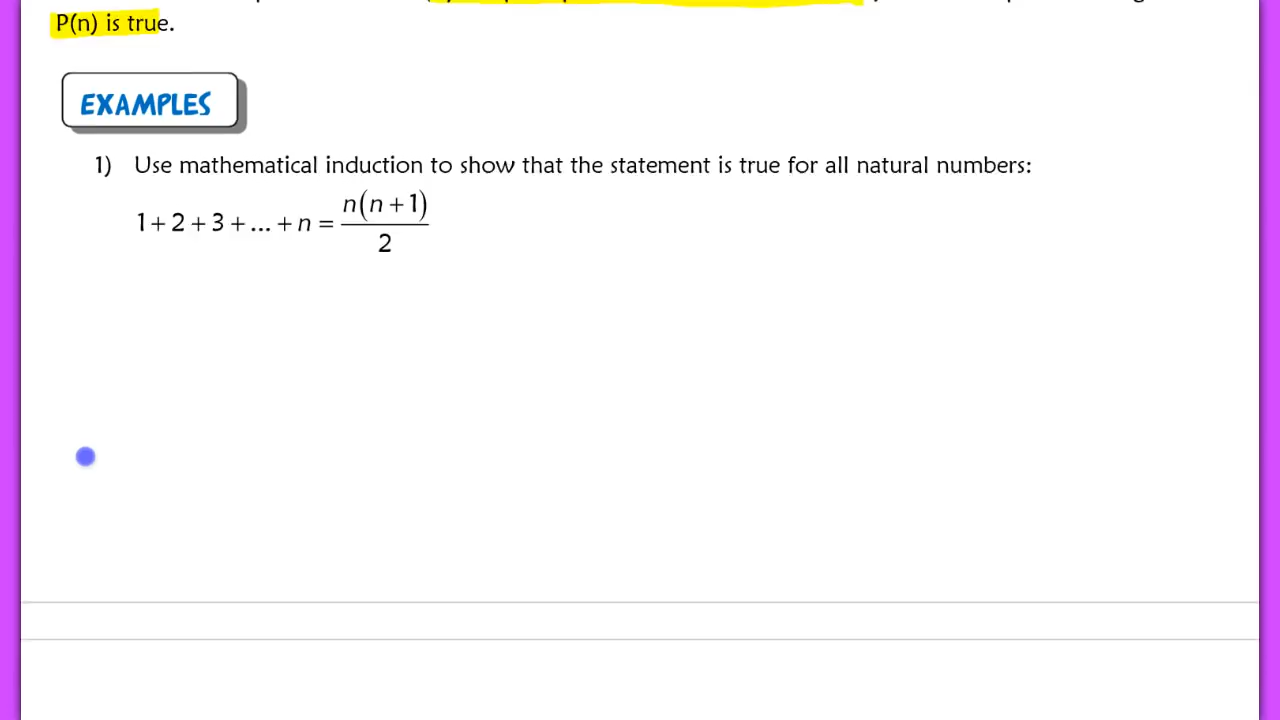 P(n) is true.
EXAMPLES
1) Use mathematical induction to show that the statement is true for all natural numbers:
1 + 2 + 3 + ... + n = n(n + 1) / 2